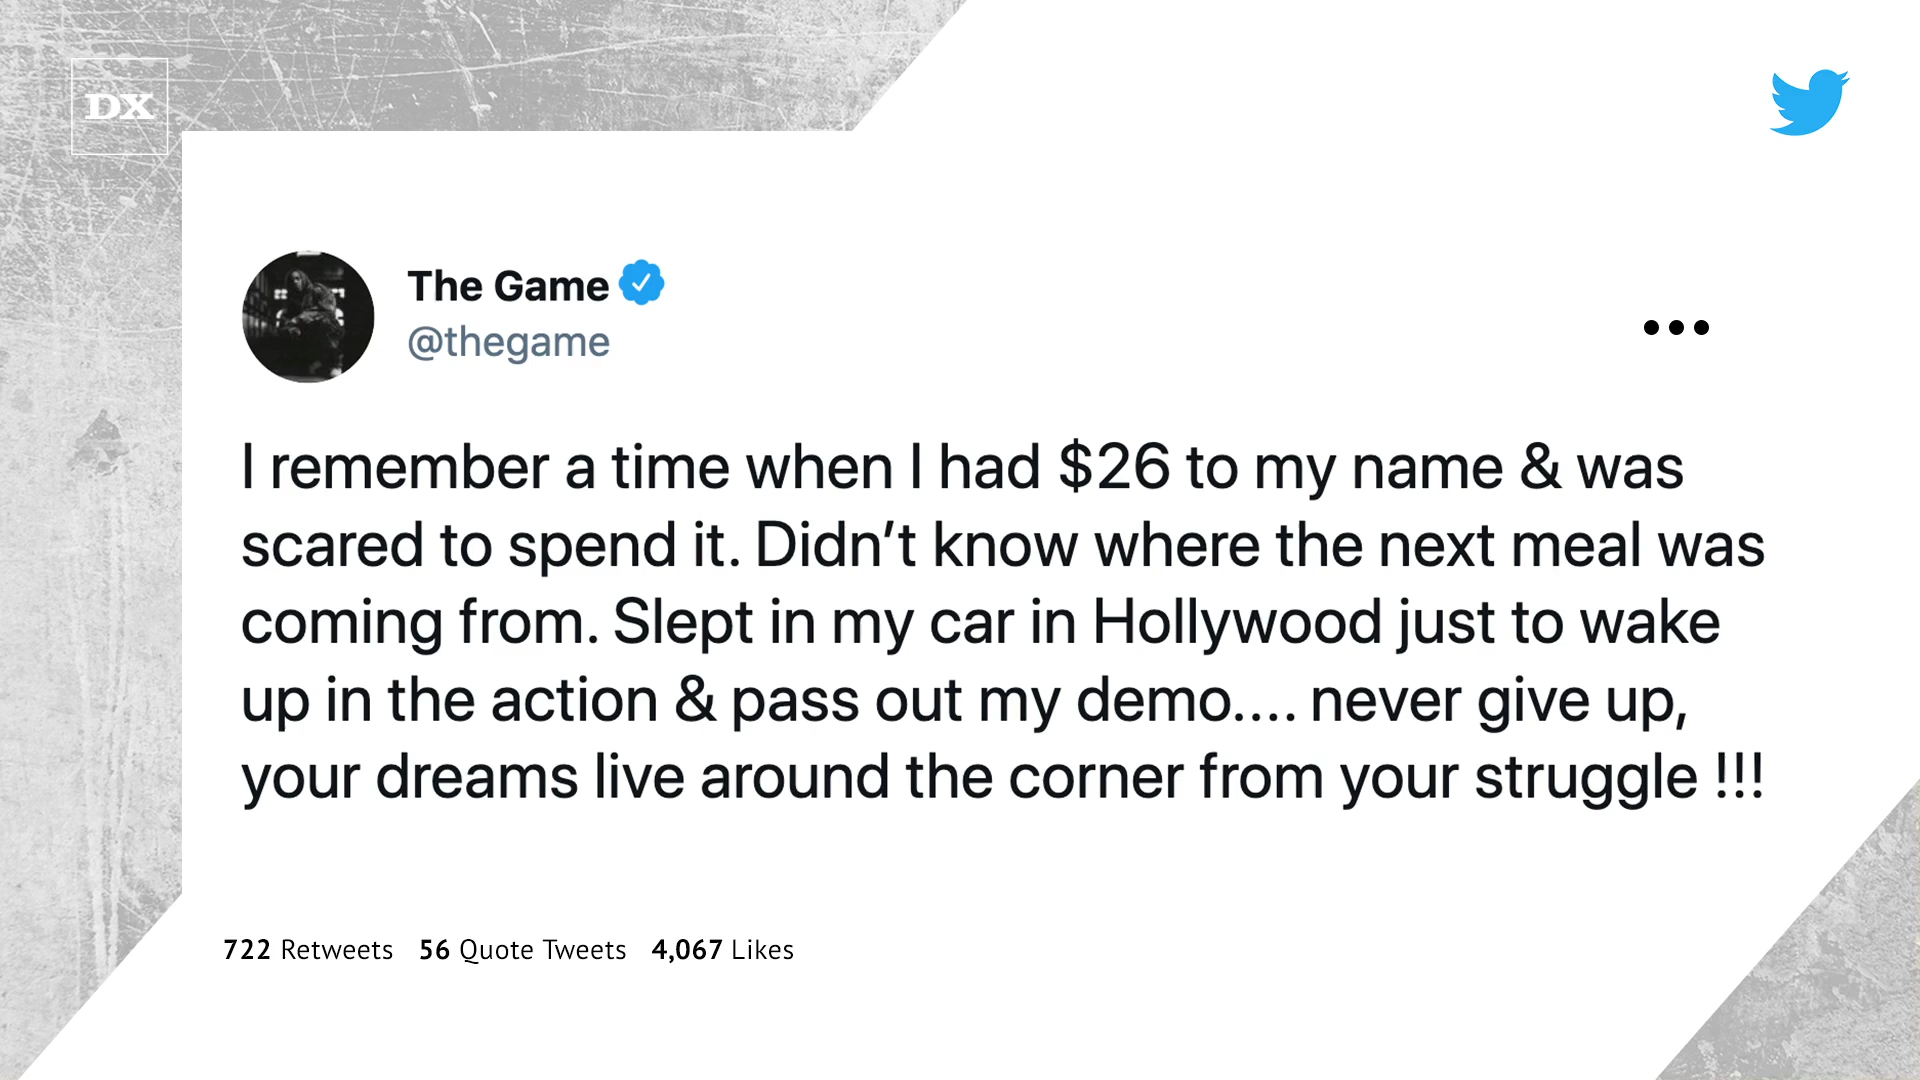 DX
The Game
@thegame
I remember a time when I had $26 to my name & was
scared to spend it. Didn’t know where the next meal was
coming from. Slept in my car in Hollywood just to wake
up in the action & pass out my demo.... never give up,
your dreams live around the corner from your struggle !!!
722 Retweets 56 Quote Tweets 4,067 Likes